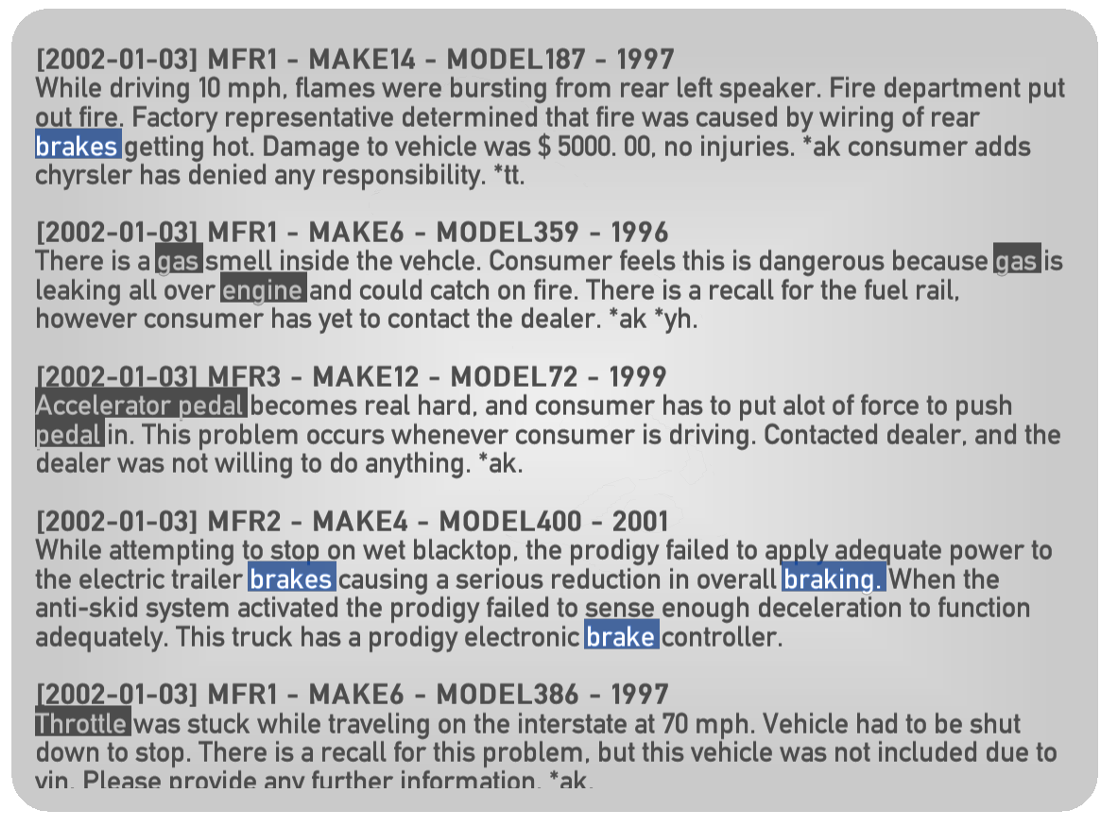 [2002-01-03] MFR1 - MAKE14 - MODEL187 - 1997
While driving 10 mph, flames were bursting from rear left speaker. Fire department put
out fire. Factory representative determined that fire was caused by wiring of rear
brakes getting hot. Damage to vehicle was $ 5000. 00, no injuries. *ak consumer adds
chyrsler has denied any responsibility. *tt.
[2002-01-03] MFR1 - MAKE6 - MODEL359 - 1996
There is a gas smell inside the vehcle. Consumer feels this is dangerous because gas is
leaking all over engine and could catch on fire. There is a recall for the fuel rail,
however consumer has yet to contact the dealer. *ak *yh.
[2002-01-03] MFR3 - MAKE12 - MODEL72 - 1999
Accelerator pedal becomes real hard, and consumer has to put alot of force to push
pedal in. This problem occurs whenever consumer is driving. Contacted dealer, and the
dealer was not willing to do anything. *ak.
[2002-01-03] MFR2 - MAKE4 - MODEL400 - 2001
While attempting to stop on wet blacktop, the prodigy failed to apply adequate power to
the electric trailer brakes causing a serious reduction in overall braking. When the
anti-skid system activated the prodigy failed to sense enough deceleration to function
adequately. This truck has a prodigy electronic brake controller.
[2002-01-03] MFR1 - MAKE6 - MODEL386 - 1997
Throttle was stuck while traveling on the interstate at 70 mph. Vehicle had to be shut
down to stop. There is a recall for this problem, but this vehicle was not included due to
vin. Please provide any further information. *ak.